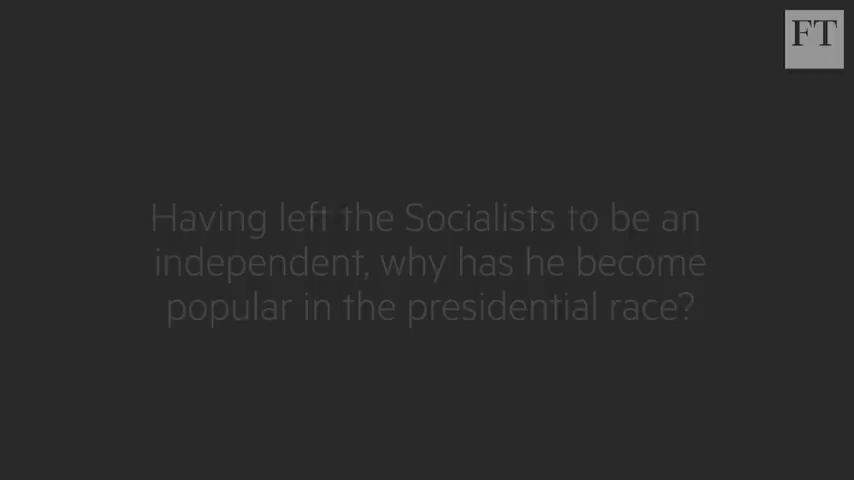 FT
Having left the Socialists to be an
independent, why has he become
popular in the presidential race?